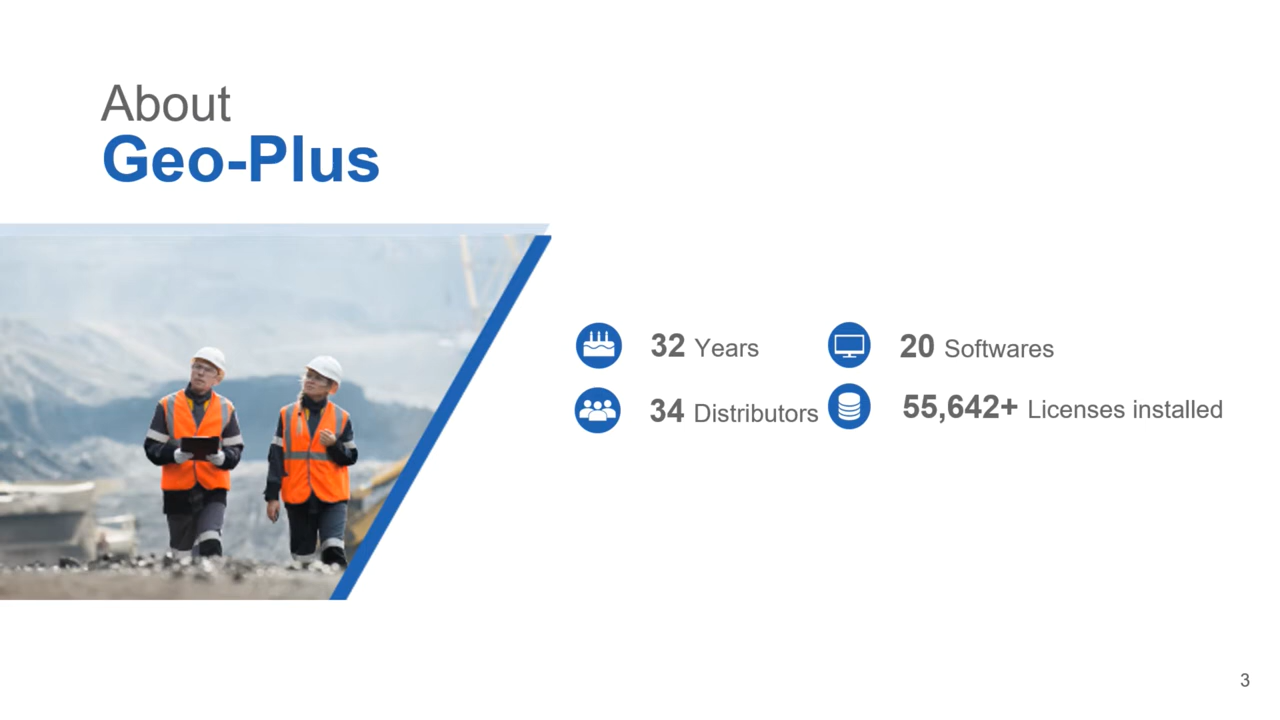 About
Geo-Plus
32 Years
20 Softwares
34 Distributors
55,642+ Licenses installed
3